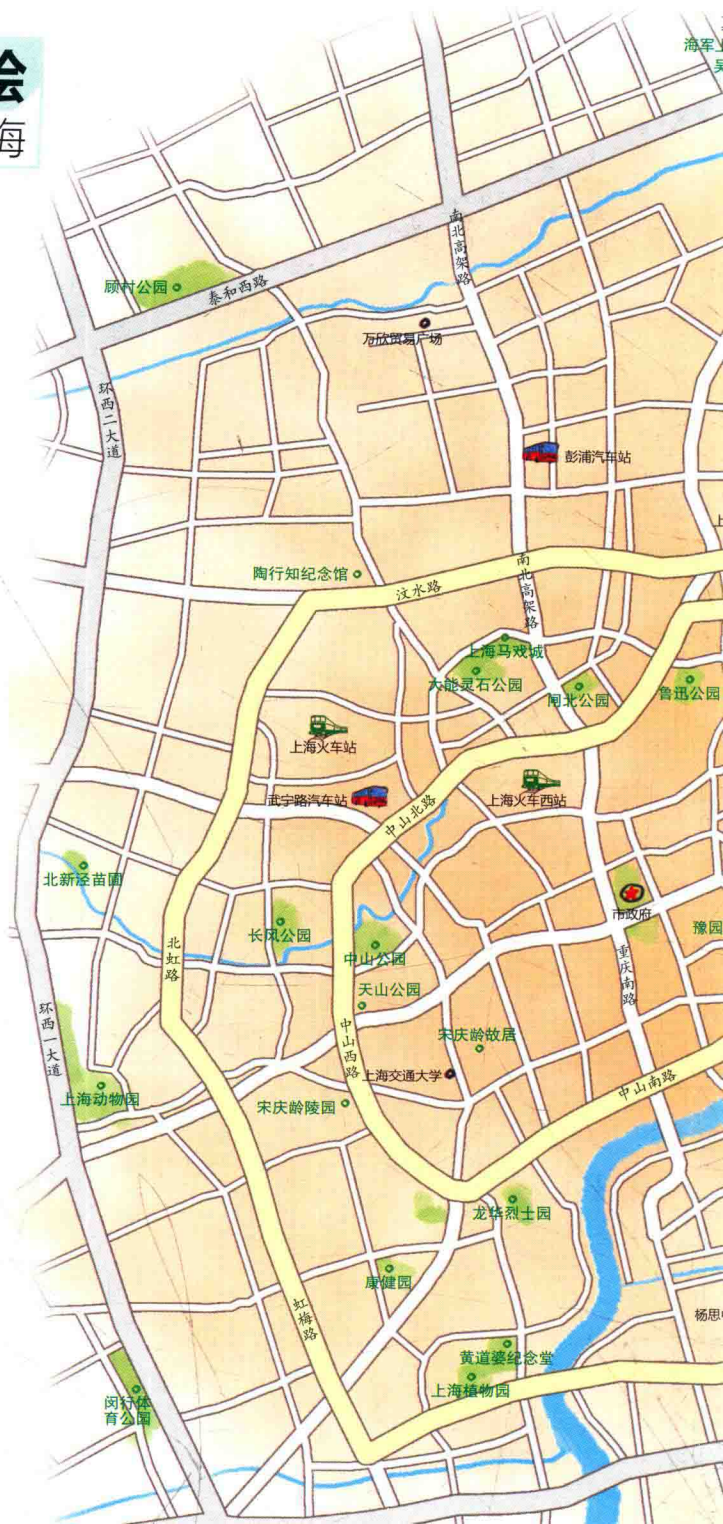 绘
海
海军上
吴
南北高架路
顾村公园
泰和西路
万欣贸易广场
环西二大道
彭浦汽车站
上
陶行知纪念馆
汶水路
南北高架路
上海马戏城
大能灵石公园
闸北公园
鲁迅公园
上海火车站
武宁路汽车站
上海火车西站
中山北路
北新泾苗圃
市政府
长风公园
豫园
北虹路
中山公园
重庆南路
天山公园
环西一大道
中山西路
宋庆龄故居
上海交通大学
中山南路
上海动物园
宋庆龄陵园
龙华烈士园
康健园
虹梅路
杨思
黄道婆纪念堂
上海植物园
闵行体
育公园